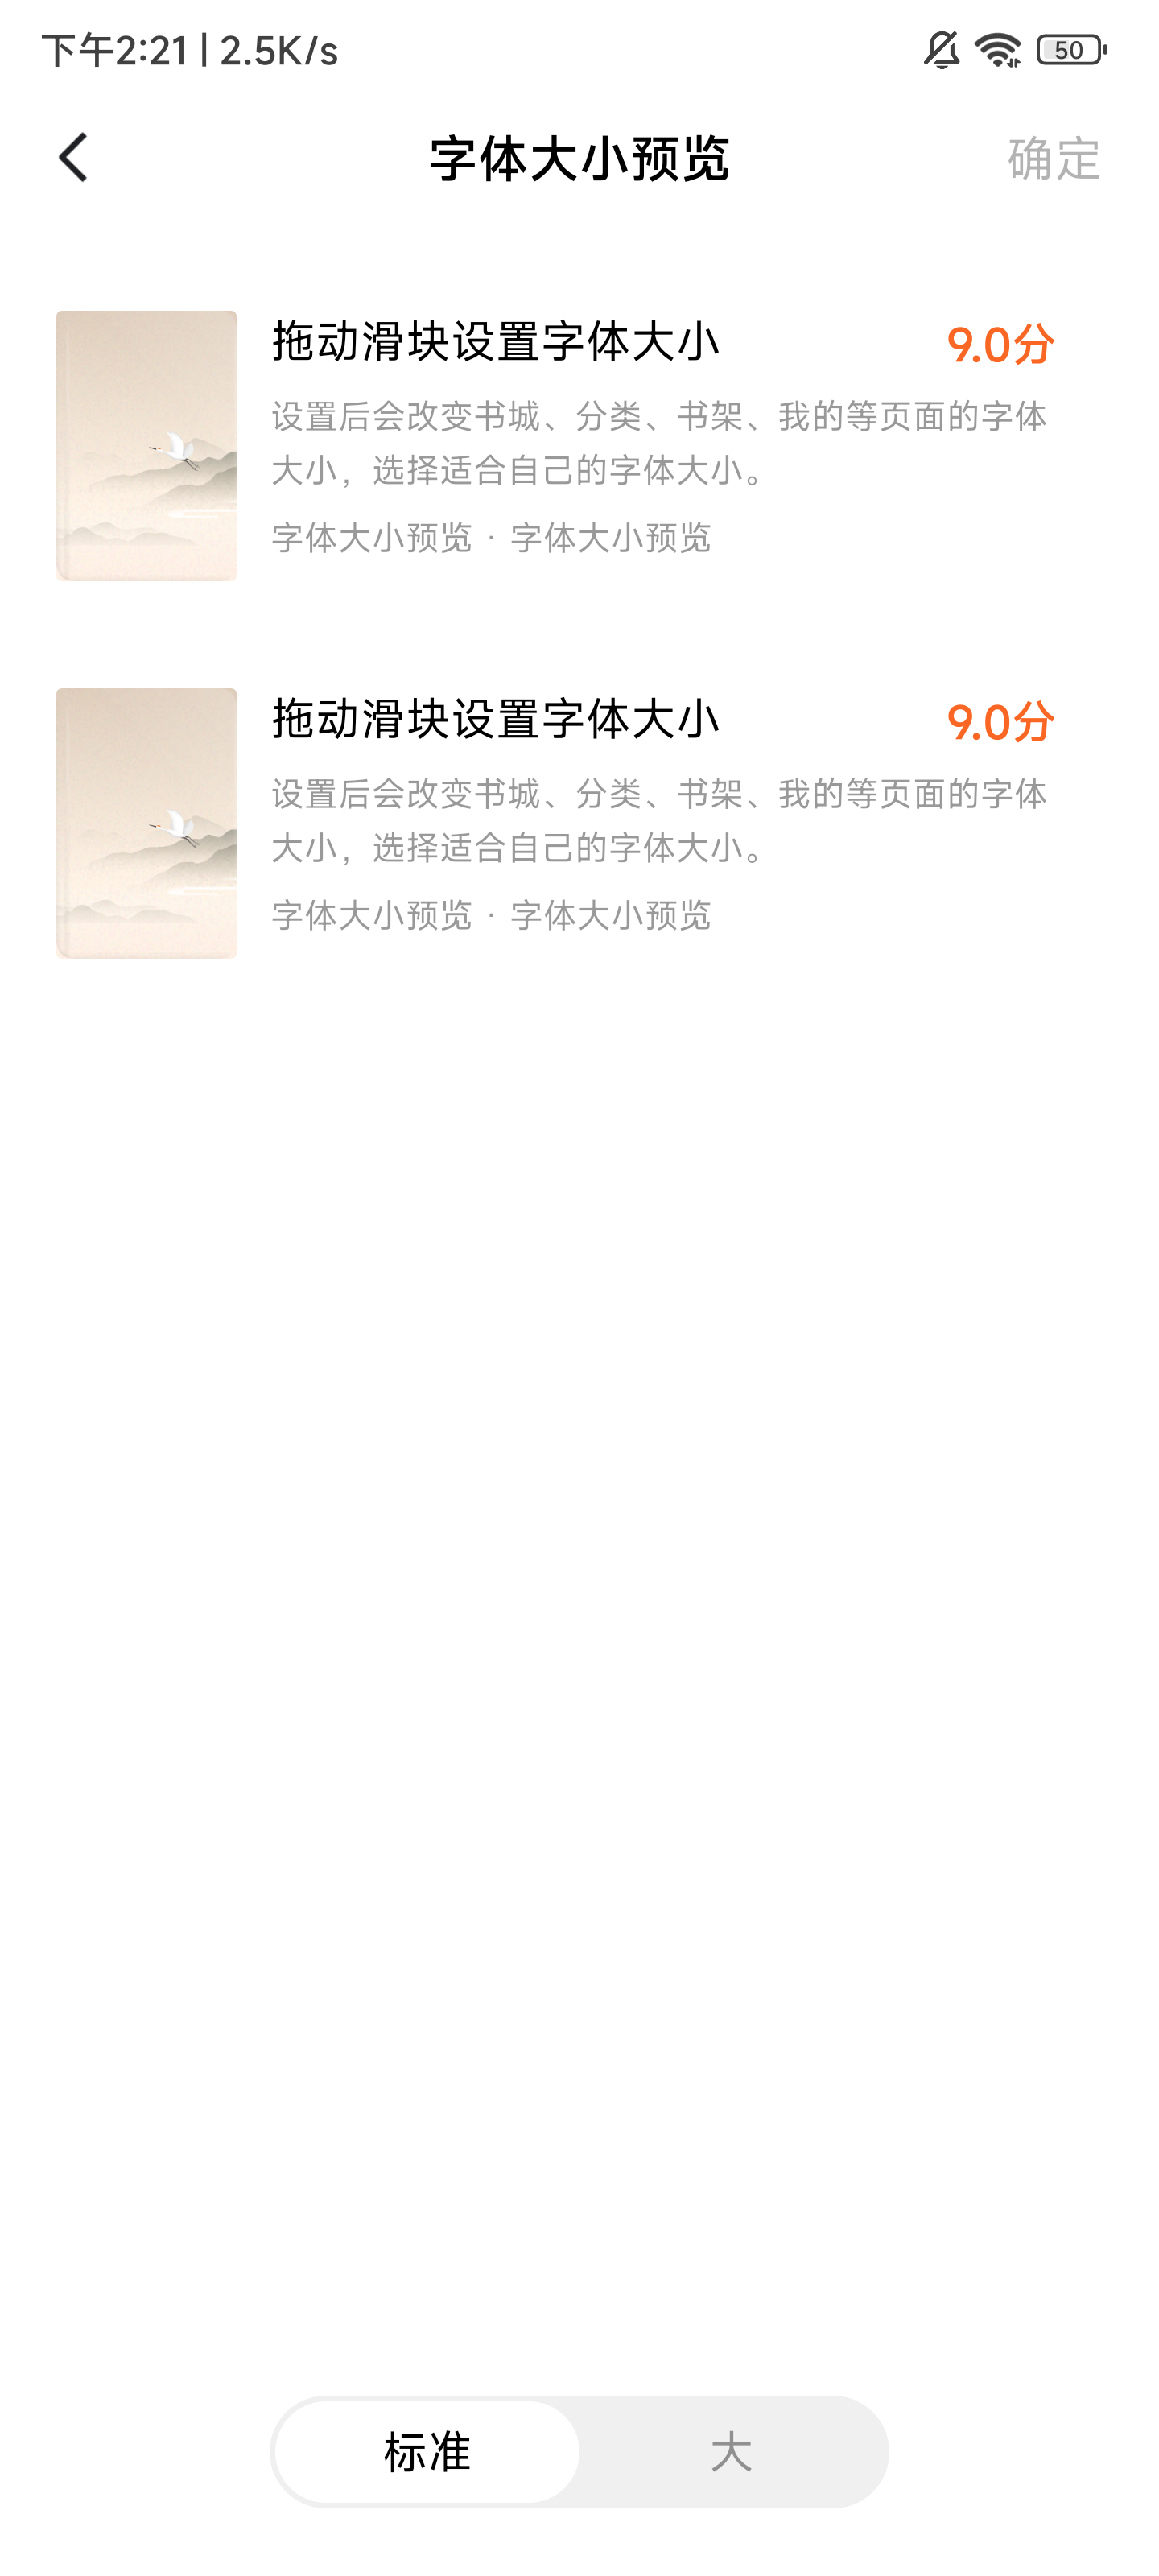 下午2:21 | 2.5K/s
50
字体大小预览
确定
拖动滑块设置字体大小
9.0分
设置后会改变书城、分类、书架、我的等页面的字体
大小，选择适合自己的字体大小。
字体大小预览 · 字体大小预览
拖动滑块设置字体大小
9.0分
设置后会改变书城、分类、书架、我的等页面的字体
大小，选择适合自己的字体大小。
字体大小预览 · 字体大小预览
标准
大